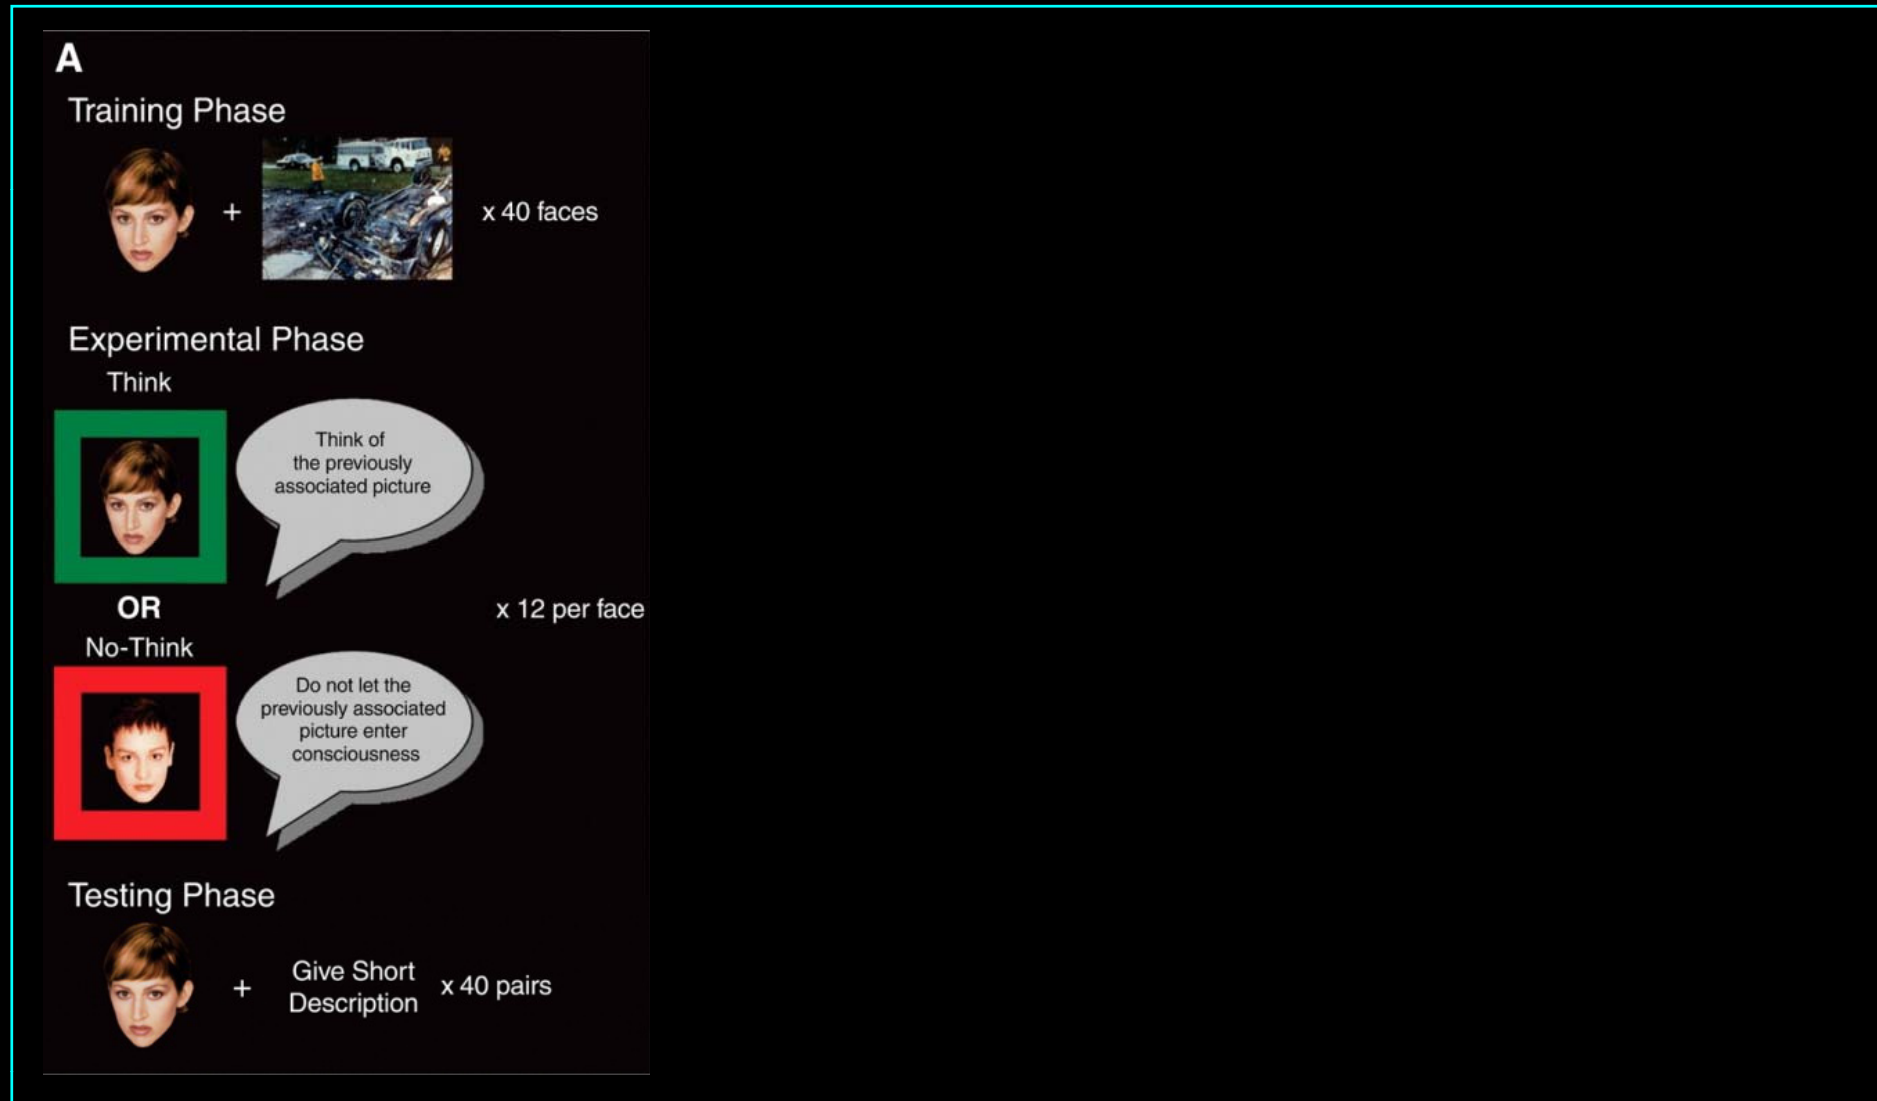 A
Training Phase
+
x 40 faces
Experimental Phase
Think
Think of
the previously
associated picture
OR
x 12 per face
No-Think
Do not let the
previously associated
picture enter
consciousness
Testing Phase
+
Give Short
Description
x 40 pairs